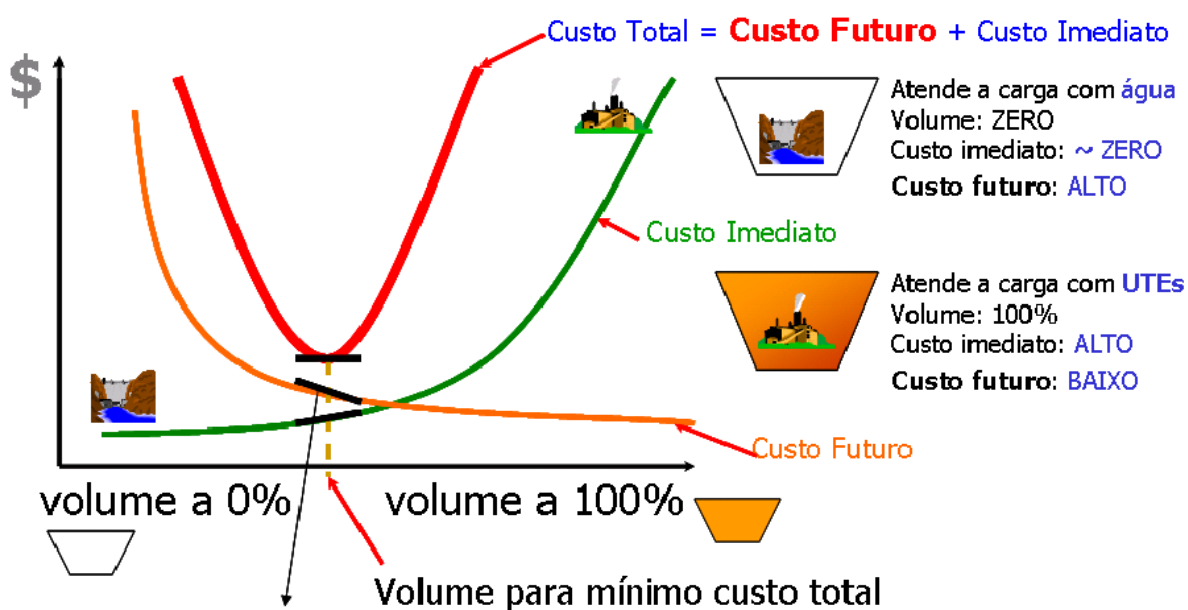 Custo Total = Custo Futuro + Custo Imediato
$
Atende a carga com água
Volume: ZERO
Custo imediato: ~ ZERO
Custo futuro: ALTO
Custo Imediato
Atende a carga com UTEs
Volume: 100%
Custo imediato: ALTO
Custo futuro: BAIXO
Custo Futuro
volume a 0%
volume a 100%
Volume para mínimo custo total